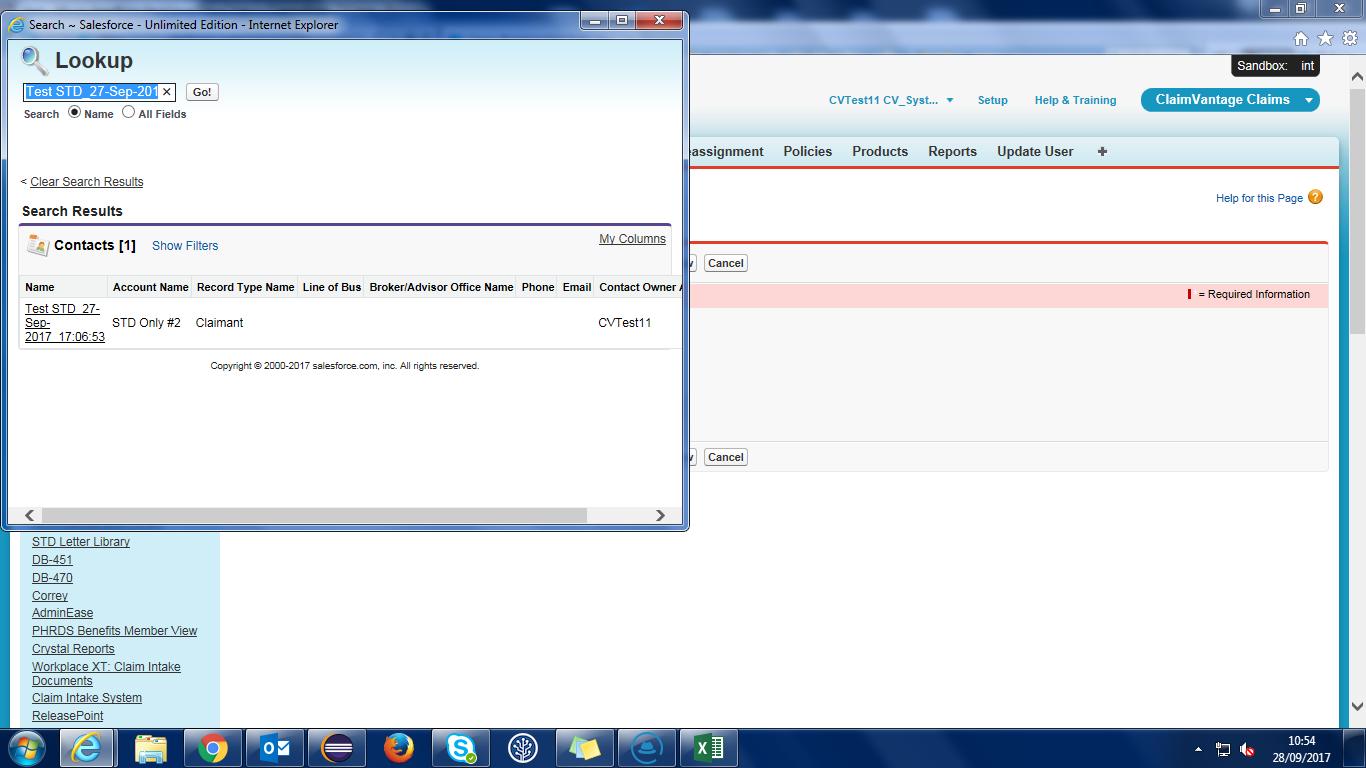 Search ~ Salesforce - Unlimited Edition - Internet Explorer
Lookup
Test STD_27-Sep-201
Go!
Search Name All Fields
< Clear Search Results
Search Results
Contacts [1] Show Filters My Columns
Name Account Name Record Type Name Line of Bus Broker/Advisor Office Name Phone Email Contact Owner A
Test STD_27-
Sep-
2017_17:06:53
STD Only #2 Claimant CVTest11
Copyright © 2000-2017 salesforce.com, inc. All rights reserved.
Sandbox: int
CVTest11 CV_Syst... Setup Help & Training ClaimVantage Claims
eassignment Policies Products Reports Update User
Help for this Page
Cancel
= Required Information
Cancel
STD Letter Library
DB-451
DB-470
Correy
AdminEase
PHRDS Benefits Member View
Crystal Reports
Workplace XT: Claim Intake
Documents
Claim Intake System
ReleasePoint
10:54
28/09/2017